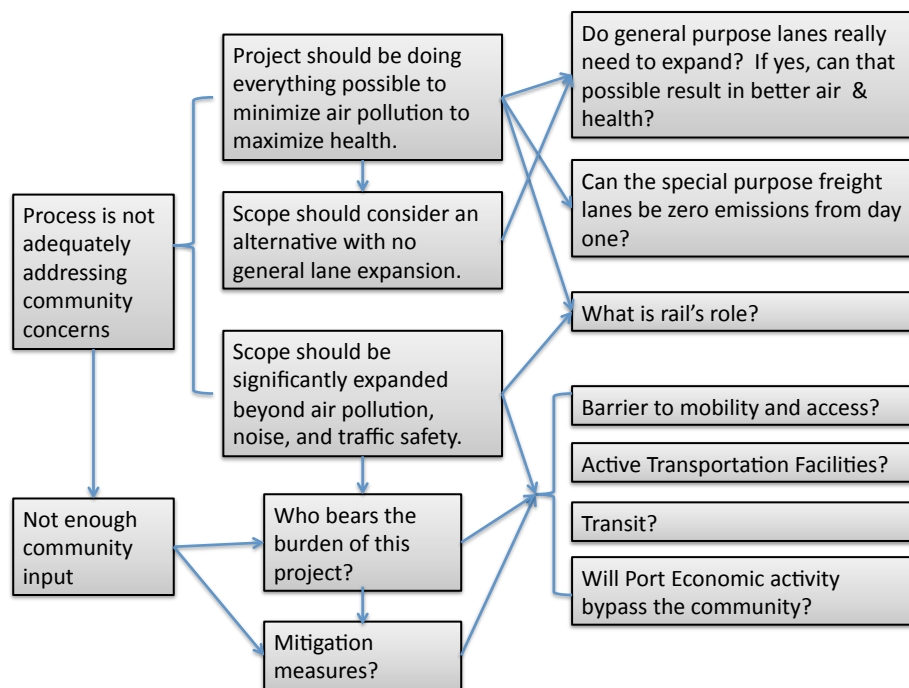 Process is not
adequately
addressing
community
concerns
Not enough
community
input
Project should be doing
everything possible to
minimize air pollution to
maximize health.
Scope should consider an
alternative with no
general lane expansion.
Scope should be
significantly expanded
beyond air pollution,
noise, and traffic safety.
Who bears the
burden of this
project?
Mitigation
measures?
Do general purpose lanes really
need to expand?  If yes, can that
possible result in better air  &
health?
Can the special purpose freight
lanes be zero emissions from day
one?
What is rail's role?
Barrier to mobility and access?
Active Transportation Facilities?
Transit?
Will Port Economic activity
bypass the community?